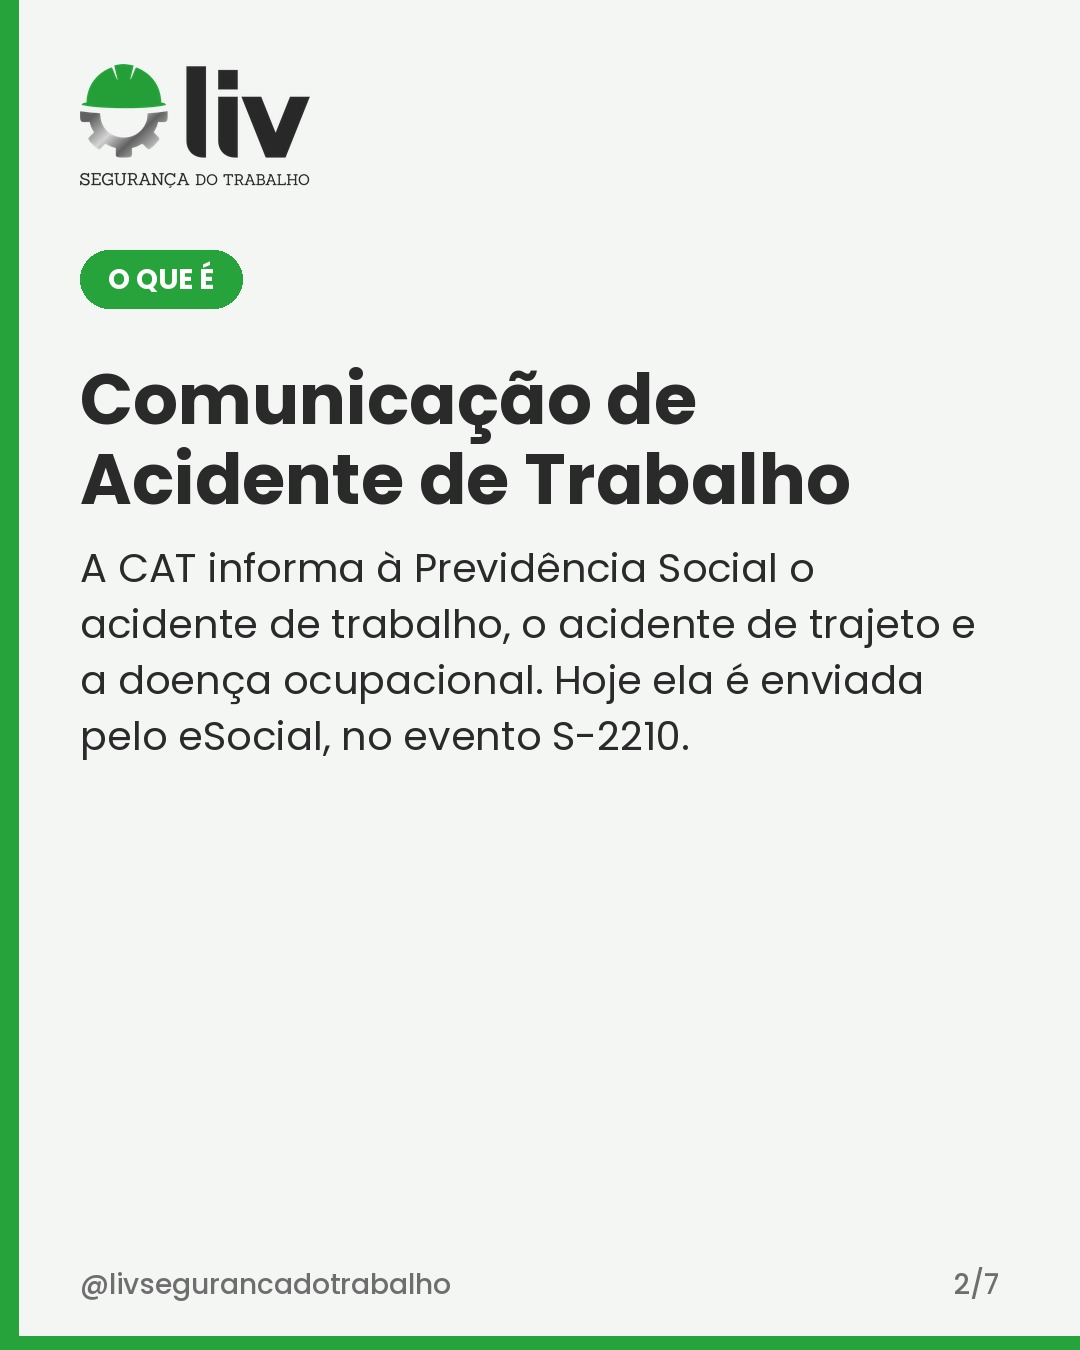 liv
SEGURANÇA DO TRABALHO
O QUE É
Comunicação de
Acidente de Trabalho
A CAT informa à Previdência Social o
acidente de trabalho, o acidente de trajeto e
a doença ocupacional. Hoje ela é enviada
pelo eSocial, no evento S-2210.
@livsegurancadotrabalho
2/7